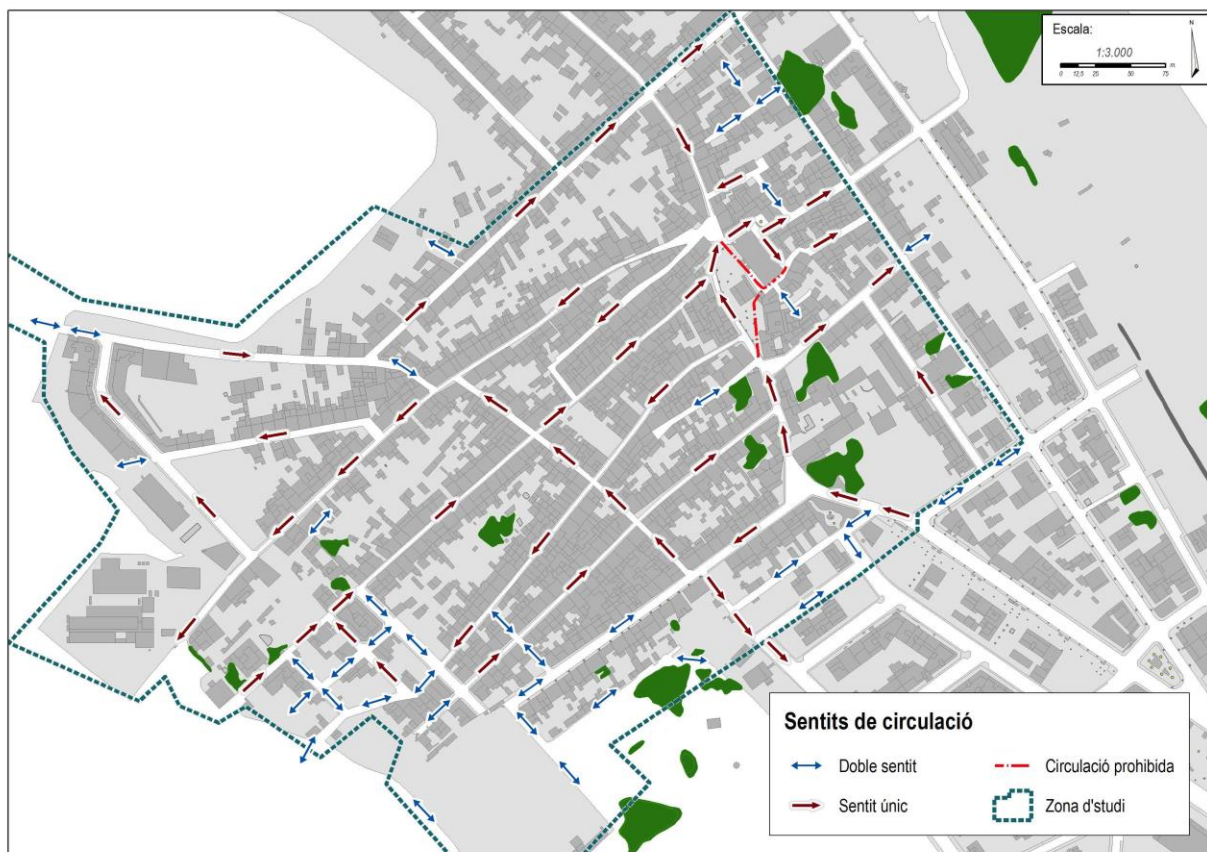 Escala:
N
1:3.000
0 12,5 25 50 75 m
Sentits de circulació
Doble sentit
Circulació prohibida
Sentit únic
Zona d'studi